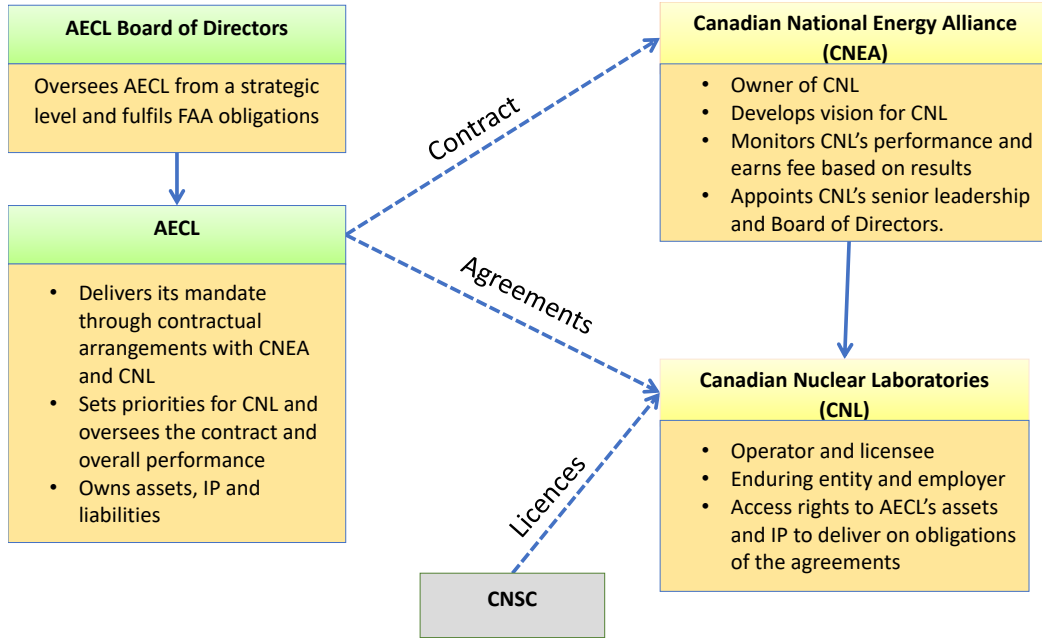 AECL Board of Directors
Oversees AECL from a strategic
level and fulfils FAA obligations
AECL
• Delivers its mandate
through contractual
arrangements with CNEA
and CNL
• Sets priorities for CNL and
oversees the contract and
overall performance
• Owns assets, IP and
liabilities
Contract
Agreements
Licences
CNSC
Canadian National Energy Alliance
(CNEA)
• Owner of CNL
• Develops vision for CNL
• Monitors CNL’s performance and
earns fee based on results
• Appoints CNL’s senior leadership
and Board of Directors.
Canadian Nuclear Laboratories
(CNL)
• Operator and licensee
• Enduring entity and employer
• Access rights to AECL’s assets
and IP to deliver on obligations
of the agreements